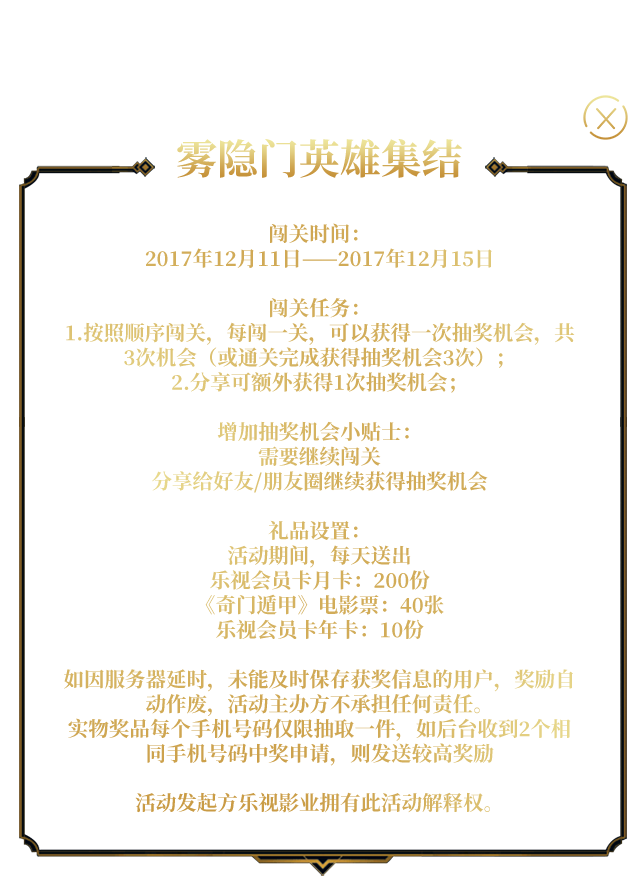 雾隐门英雄集结
闯关时间：
2017年12月11日——2017年12月15日
闯关任务：
1.按照顺序闯关，每闯一关，可以获得一次抽奖机会，共
3次机会（或通关完成获得抽奖机会3次）；
2.分享可额外获得1次抽奖机会；
增加抽奖机会小贴士：
需要继续闯关
分享给好友/朋友圈继续获得抽奖机会
礼品设置：
活动期间，每天送出
乐视会员卡月卡：200份
《奇门遁甲》电影票：40张
乐视会员卡年卡：10份
如因服务器延时，未能及时保存获奖信息的用户，奖励自
动作废，活动主办方不承担任何责任。
实物奖品每个手机号码仅限抽取一件，如后台收到2个相
同手机号码中奖申请，则发送较高奖励
活动发起方乐视影业拥有此活动解释权。